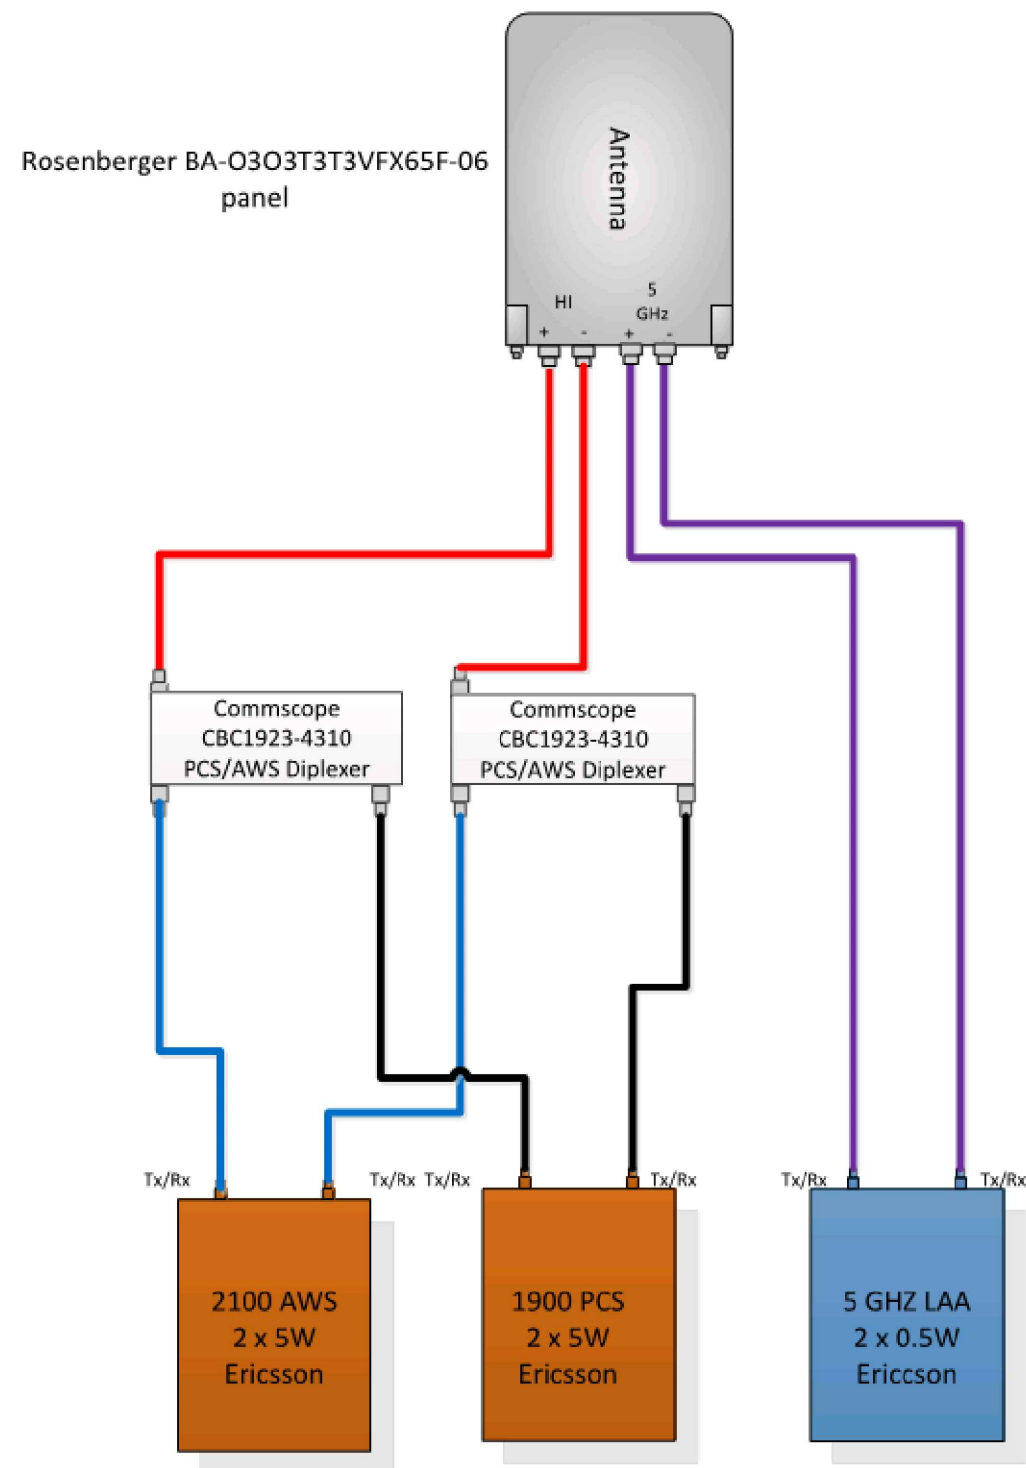 Rosenberger BA-O3O3T3T3VFX65F-06
panel
Antenna
HI
5
GHz
+ - + -
Commscope
CBC1923-4310
PCS/AWS Diplexer
Commscope
CBC1923-4310
PCS/AWS Diplexer
Tx/Rx
Tx/Rx
Tx/Rx
Tx/Rx
Tx/Rx
Tx/Rx
2100 AWS
2 x 5W
Ericsson
1900 PCS
2 x 5W
Ericsson
5 GHZ LAA
2 x 0.5W
Ericcson